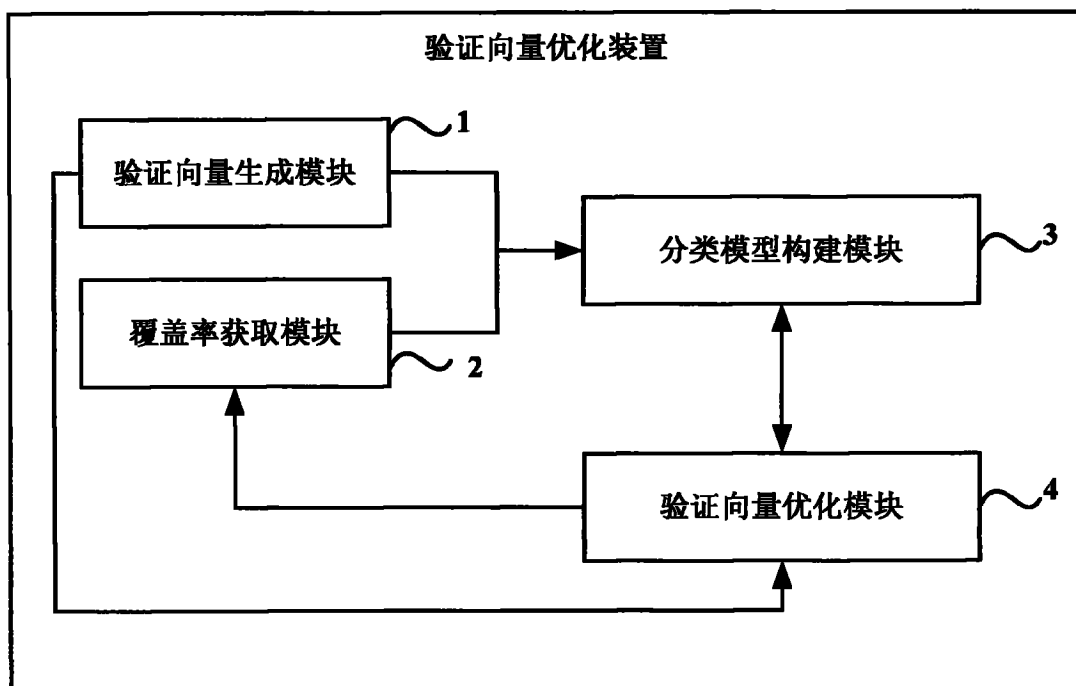 验证向量优化装置
1
验证向量生成模块
3
分类模型构建模块
覆盖率获取模块
2
4
验证向量优化模块